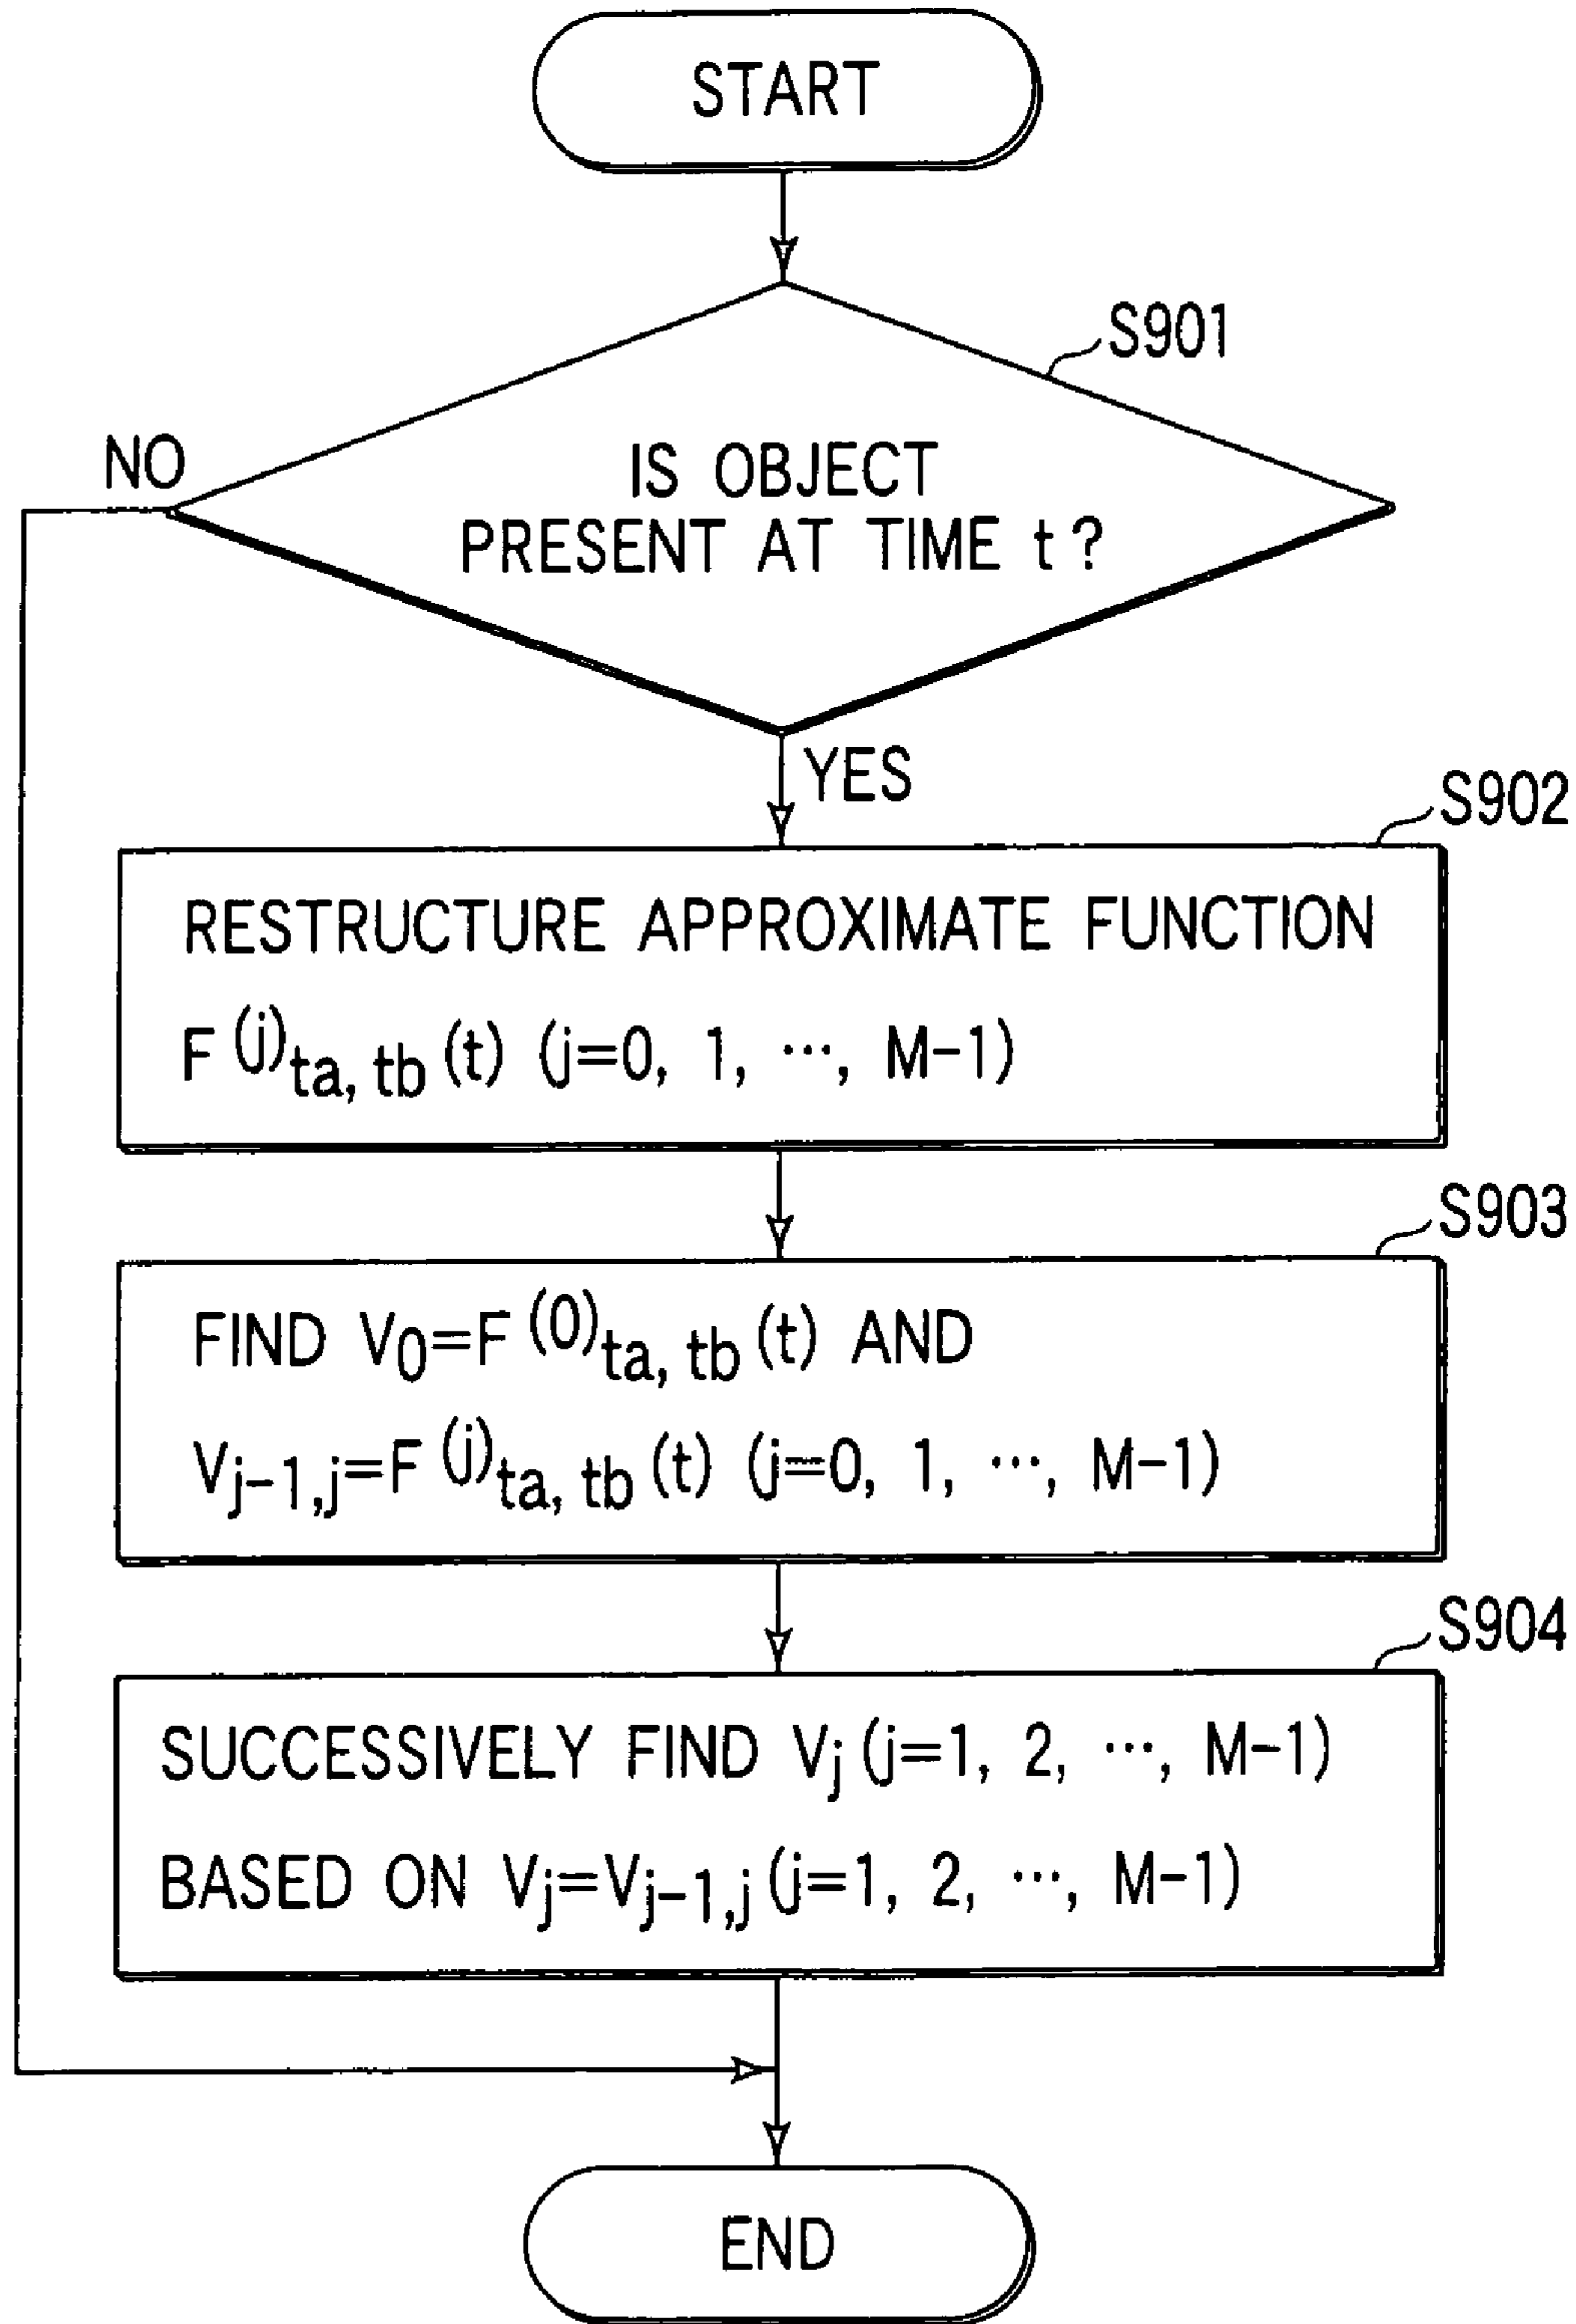 START
S901
NO
IS OBJECT
PRESENT AT TIME t?
YES
S902
RESTRUCTURE APPROXIMATE FUNCTION
F(j)ta, tb(t) (j=0, 1, ⋯, M−1)
S903
FIND V0=F(0)ta, tb(t) AND
Vj−1,j=F(j)ta, tb(t) (j=0, 1, ⋯, M−1)
S904
SUCCESSIVELY FIND Vj(j=1, 2, ⋯, M−1)
BASED ON Vj=Vj−1,j(j=1, 2, ⋯, M−1)
END